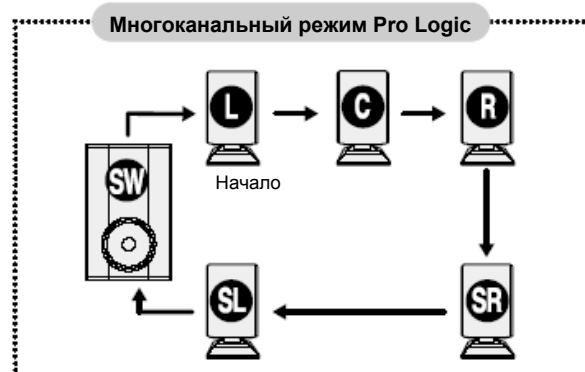 Многоканальный режим Pro Logic
L C R
SW
Начало
SL SR